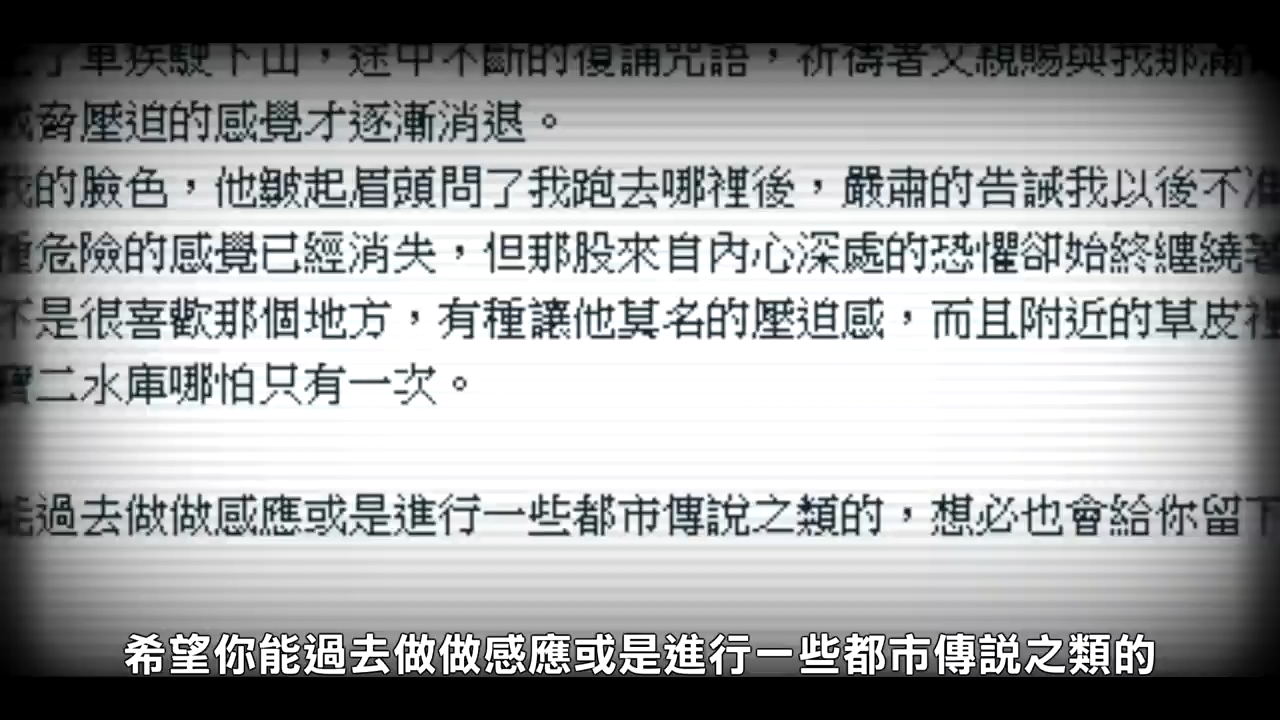 了車疾駛下山，途中不斷的復誦咒語，祈禱著父親賜與我那滿
脅壓迫的感覺才逐漸消退。
我的臉色，他皺起眉頭問了我跑去哪裡後，嚴肅的告誡我以後不准
種危險的感覺已經消失，但那股來自內心深處的恐懼卻始終纏繞著
不是很喜歡那個地方，有種讓他莫名的壓迫感，而且附近的草皮裡
寶二水庫哪怕只有一次。
能過去做做感應或是進行一些都市傳說之類的，想必也會給你留下
希望你能過去做做感應或是進行一些都市傳說之類的